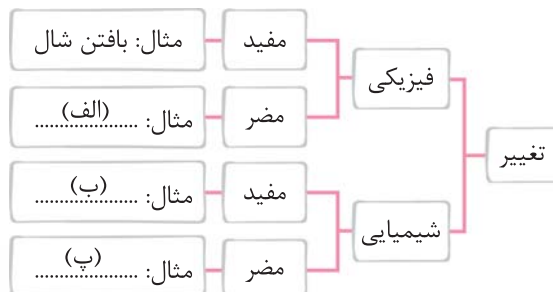 تغییر
فیزیکی
مفید
مثال: بافتن شال
مضر
مثال: (الف) ......................
شیمیایی
مفید
مثال: (ب) ......................
مضر
مثال: (پ) ......................